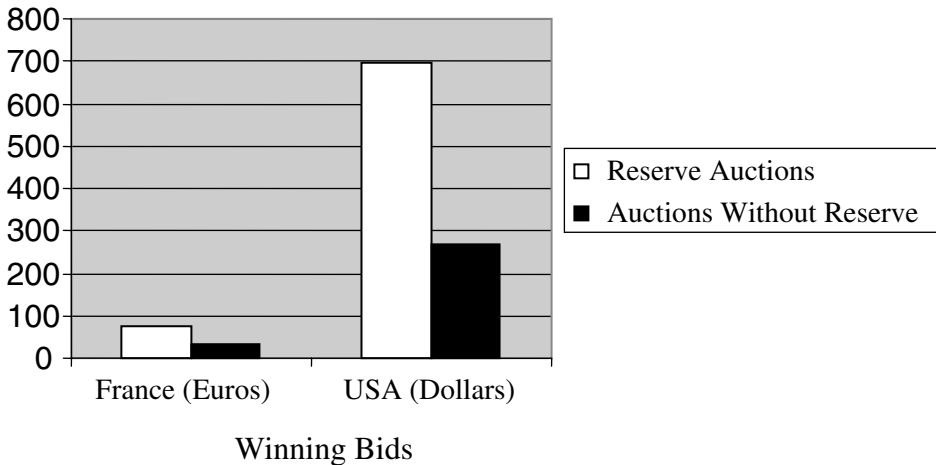 800
700
600
500
400
300
200
100
0
France (Euros) USA (Dollars)
Winning Bids
Reserve Auctions
Auctions Without Reserve